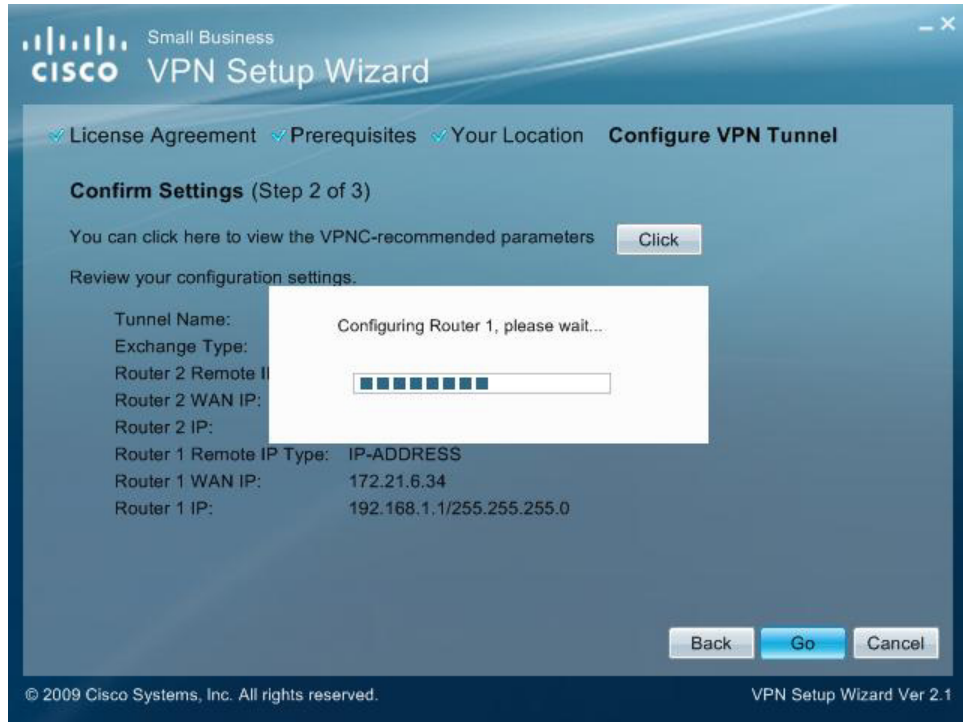 Small Business
CISCO VPN Setup Wizard
License Agreement Prerequisites Your Location Configure VPN Tunnel
Confirm Settings (Step 2 of 3)
You can click here to view the VPNC-recommended parameters Click
Review your configuration settings.
Configuring Router 1, please wait...
Tunnel Name:
Exchange Type:
Router 2 Remote
Router 2 WAN IP:
Router 2 IP:
Router 1 Remote IP Type: IP-ADDRESS
Router 1 WAN IP: 172.21.6.34
Router 1 IP: 192.168.1.1/255.255.255.0
Back Go Cancel
© 2009 Cisco Systems, Inc. All rights reserved. VPN Setup Wizard Ver 2.1